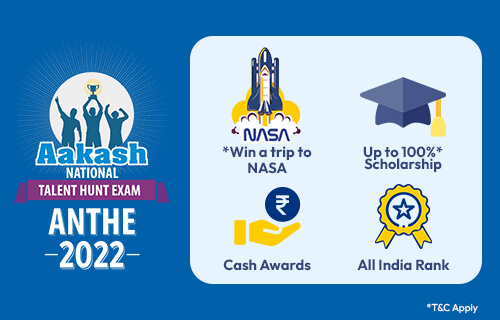 Aakash
NATIONAL
TALENT HUNT EXAM
ANTHE
-2022-
NASA
*Win a trip to
NASA
Up to 100%*
Scholarship
₹
Cash Awards
All India Rank
*T&C Apply